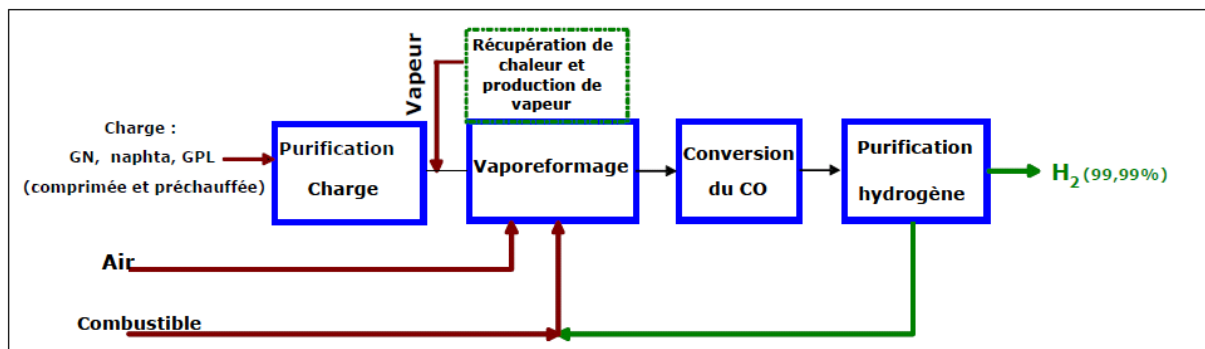 Récupération de
chaleur et
production de
vapeur
Vapeur
Charge :
GN, naphta, GPL
(comprimée et préchauffée)
Purification
Charge
Vaporeformage
Conversion
du CO
Purification
hydrogène
H₂ (99,99%)
Air
Combustible